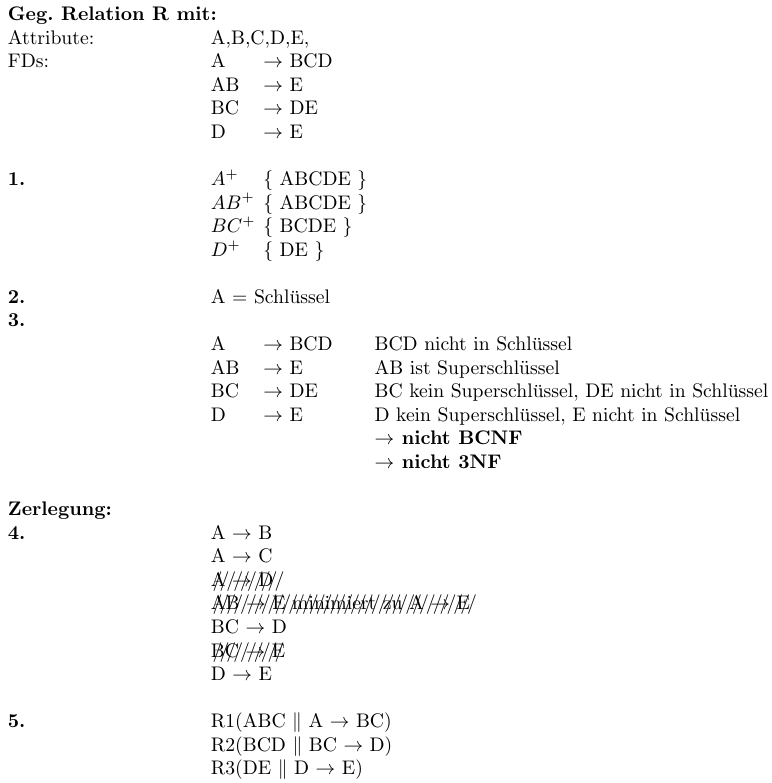 Geg. Relation R mit:
Attribute: A,B,C,D,E,
FDs: A → BCD
AB → E
BC → DE
D → E
1. A⁺ { ABCDE }
AB⁺ { ABCDE }
BC⁺ { BCDE }
D⁺ { DE }
2. A = Schlüssel
3.
A → BCD BCD nicht in Schlüssel
AB → E AB ist Superschlüssel
BC → DE BC kein Superschlüssel, DE nicht in Schlüssel
D → E D kein Superschlüssel, E nicht in Schlüssel
→ nicht BCNF
→ nicht 3NF
Zerlegung:
4. A → B
A → C
A → D
AB → E minimiert zu A → E
BC → D
BC → E
D → E
5. R1(ABC ∥ A → BC)
R2(BCD ∥ BC → D)
R3(DE ∥ D → E)